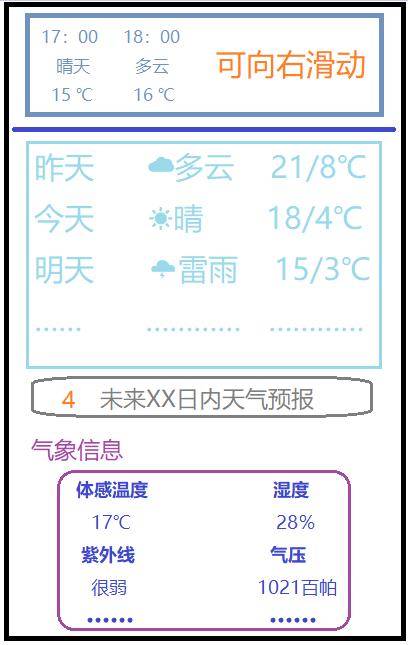 17：00 18：00
晴天 多云
15 ℃ 16 ℃
可向右滑动
昨天 多云 21/8℃
今天 晴 18/4℃
明天 雷雨 15/3℃
...... ............ ............
4 未来XX日内天气预报
气象信息
体感温度 湿度
17℃ 28%
紫外线 气压
很弱 1021百帕
...... ......